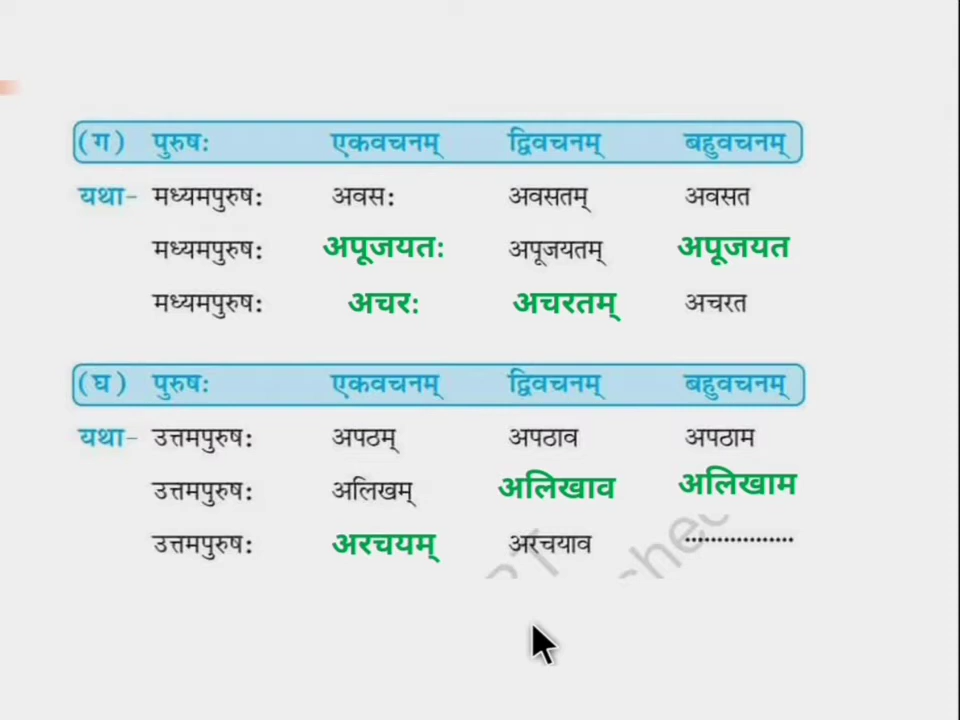 (ग) पुरुषः एकवचनम् द्विवचनम् बहुवचनम्
यथा- मध्यमपुरुषः अवसः अवसतम् अवसत
मध्यमपुरुषः अपूजयतः अपूजयतम् अपूजयत
मध्यमपुरुषः अचरः अचरतम् अचरत
(घ) पुरुषः एकवचनम् द्विवचनम् बहुवचनम्
यथा- उत्तमपुरुषः अपठम् अपठाव अपठाम
उत्तमपुरुषः अलिखम् अलिखाव अलिखाम
उत्तमपुरुषः अरचयम् अरचयाव ..................